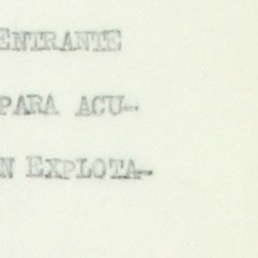 ENTRANTE
PARA ACU-
N EXPLOTA-